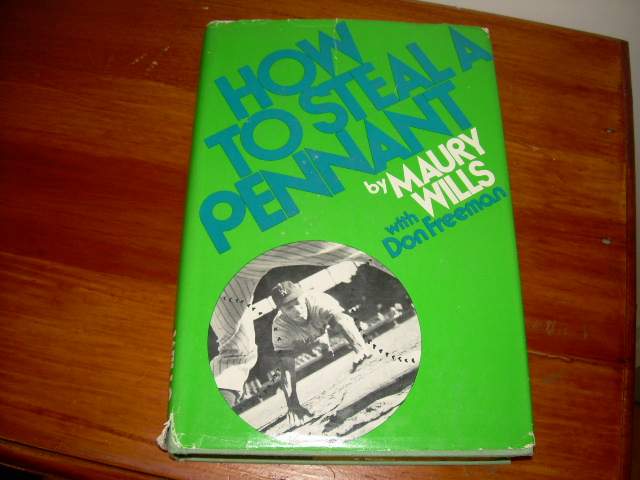 HOW
TO STEAL A
PENNANT
by MAURY
WILLS
with
Don Freeman